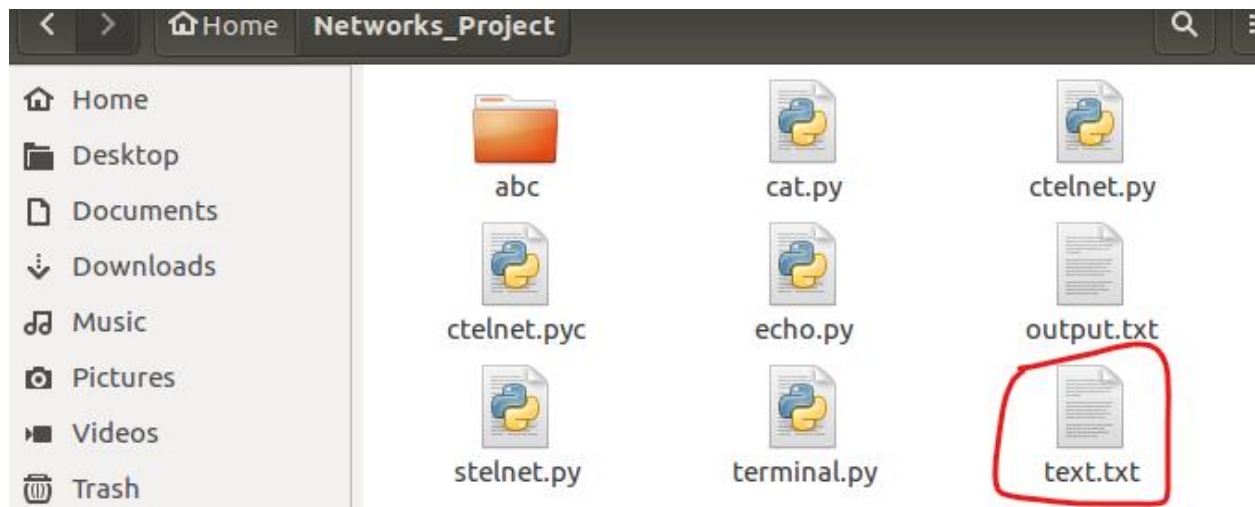 Home Networks_Project
Home
Desktop
Documents
Downloads
Music
Pictures
Videos
Trash
abc cat.py ctelnet.py
ctelnet.pyc echo.py output.txt
stelnet.py terminal.py text.txt